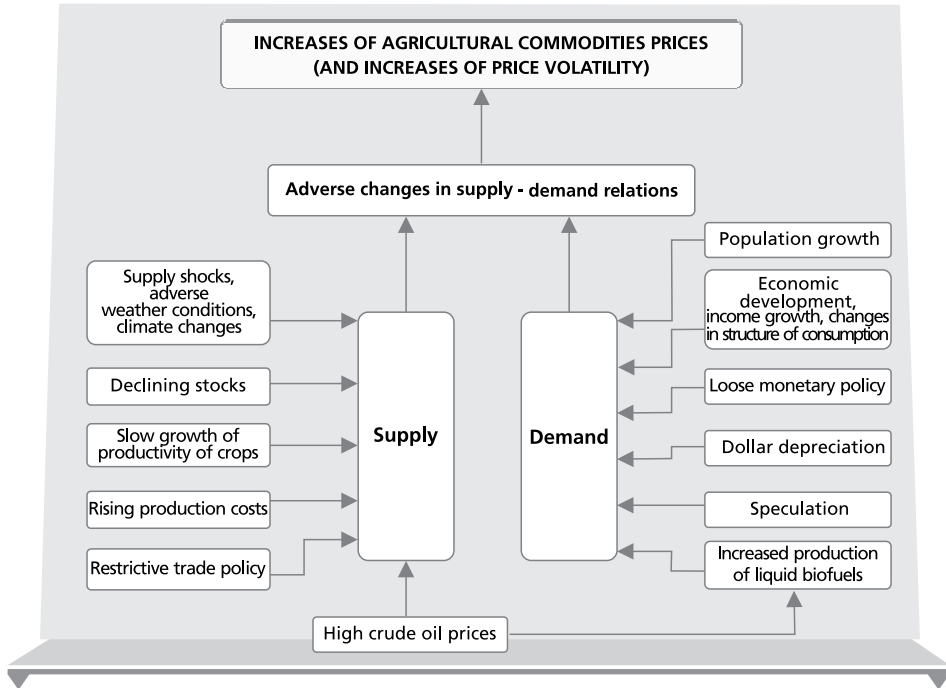 INCREASES OF AGRICULTURAL COMMODITIES PRICES
(AND INCREASES OF PRICE VOLATILITY)
Adverse changes in supply - demand relations
Supply shocks,
adverse
weather conditions,
climate changes
Declining stocks
Slow growth of
productivity of crops
Rising production costs
Restrictive trade policy
Supply
Demand
Population growth
Economic
development,
income growth, changes
in structure of consumption
Loose monetary policy
Dollar depreciation
Speculation
Increased production
of liquid biofuels
High crude oil prices